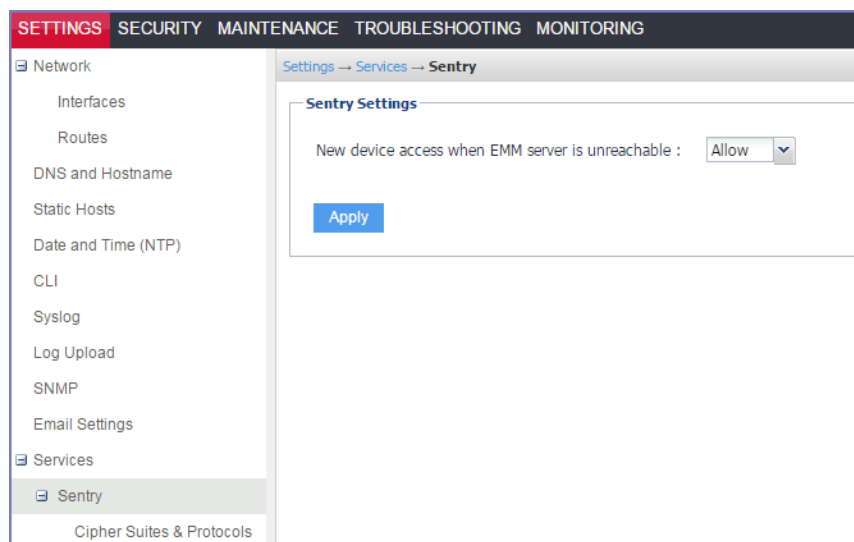 SETTINGS SECURITY MAINTENANCE TROUBLESHOOTING MONITORING
Network
Interfaces
Routes
DNS and Hostname
Static Hosts
Date and Time (NTP)
CLI
Syslog
Log Upload
SNMP
Email Settings
Services
Sentry
Cipher Suites & Protocols
Settings → Services → Sentry
Sentry Settings
New device access when EMM server is unreachable : Allow
Apply